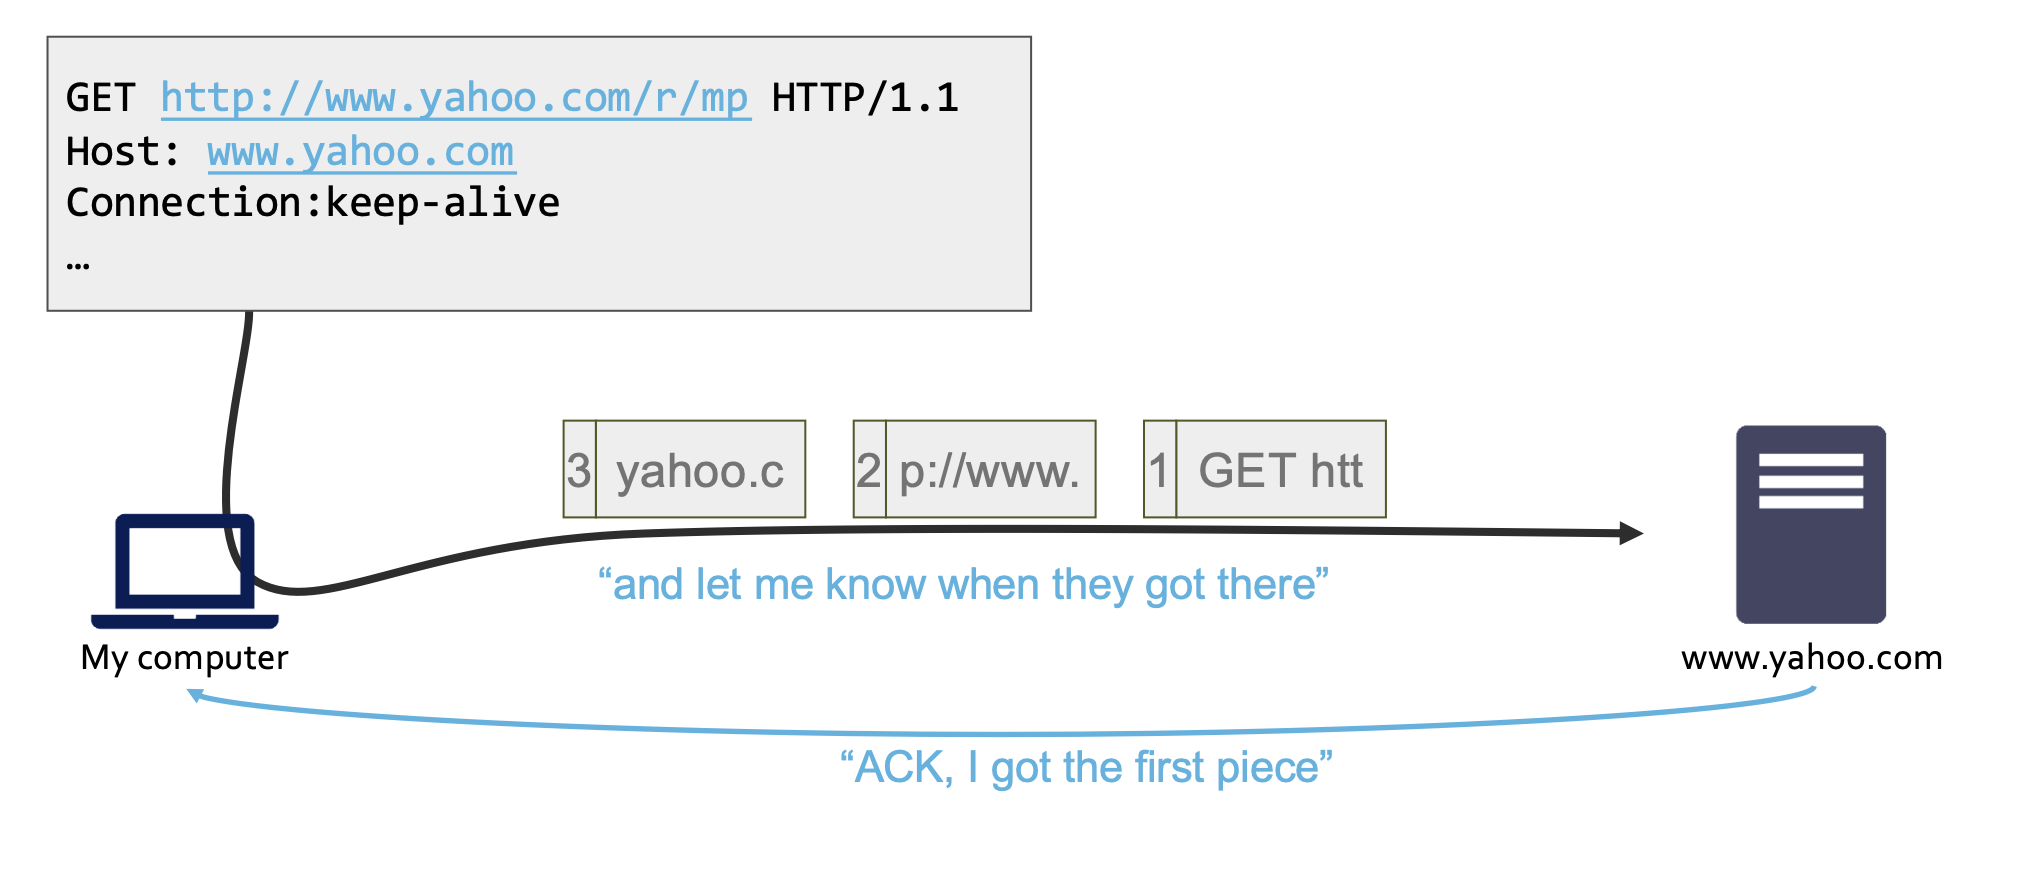 GET http://www.yahoo.com/r/mp HTTP/1.1
Host: www.yahoo.com
Connection:keep-alive
…
3 yahoo.c
2 p://www.
1 GET htt
“and let me know when they got there”
My computer
www.yahoo.com
“ACK, I got the first piece”